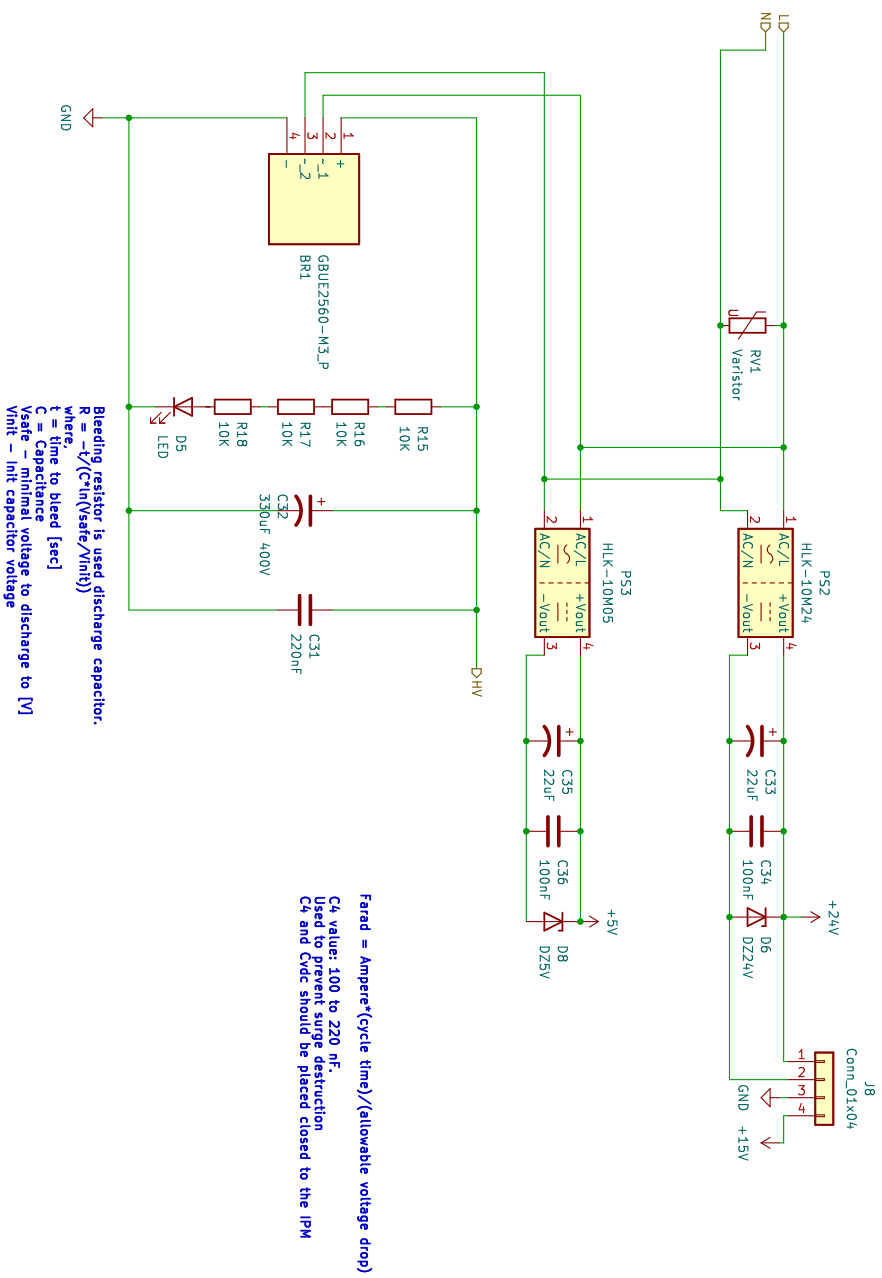 L
N
RV1
Varistor
PS2
HLK-10M24
1
AC/L
2
AC/N
+Vout
4
-Vout
3
+
C33
22uF
C34
100nF
+24V
D6
DZ24V
J8
Conn_01x04
1
2
3
4
GND
+15V
PS3
HLK-10M05
1
AC/L
2
AC/N
+Vout
4
-Vout
3
+
C35
22uF
C36
100nF
+5V
D8
DZ5V
HV
1
2
3
4
+
~_1
~_2
-
GBUE2560-M3_P
BR1
GND
R15
10K
R16
10K
R17
10K
R18
10K
D5
LED
+
C32
330uF 400V
C31
220nF
Farad = Ampere*(cycle time)/(allowable voltage drop)
C4 value: 100 to 220 nF.
Used to prevent surge destruction
C4 and Cvdc should be placed closed to the IPM
Bleeding resistor is used discharge capacitor.
R = -t/(C*ln(Vsafe/Vinit))
where,
t = time to bleed [sec]
C = Capacitance
Vsafe - minimal voltage to discharge to [V]
Vinit - Init capacitor voltage